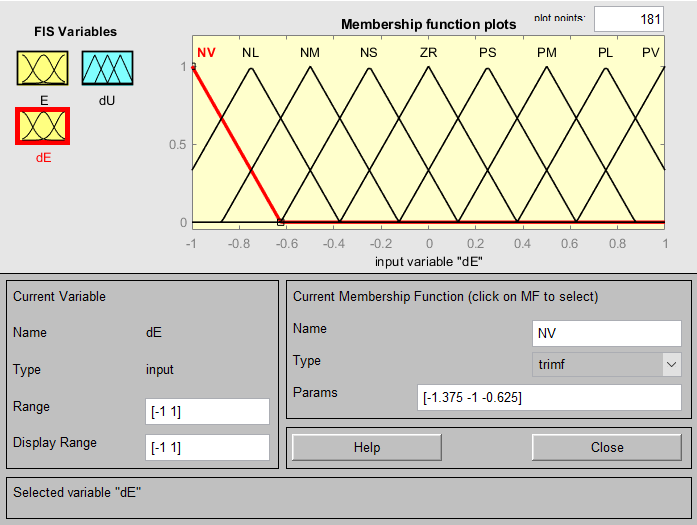 FIS Variables
Membership function plots
plot points:
181
E
dU
dE
NV NL NM NS ZR PS PM PL PV
1
0.5
0
-1 -0.8 -0.6 -0.4 -0.2 0 0.2 0.4 0.6 0.8 1
input variable "dE"
Current Variable
Name dE
Type input
Range [-1 1]
Display Range [-1 1]
Current Membership Function (click on MF to select)
Name NV
Type trimf
Params [-1.375 -1 -0.625]
Help Close
Selected variable "dE"